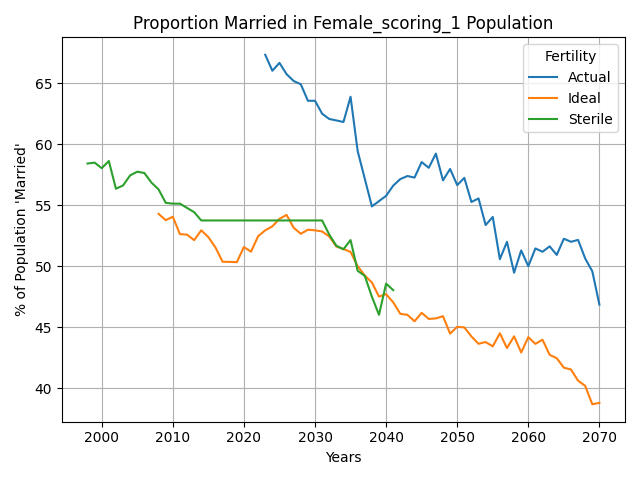 Proportion Married in Female_scoring_1 Population
% of Population 'Married'
65
60
55
50
45
40
Fertility
Actual
Ideal
Sterile
2000 2010 2020 2030 2040 2050 2060 2070
Years